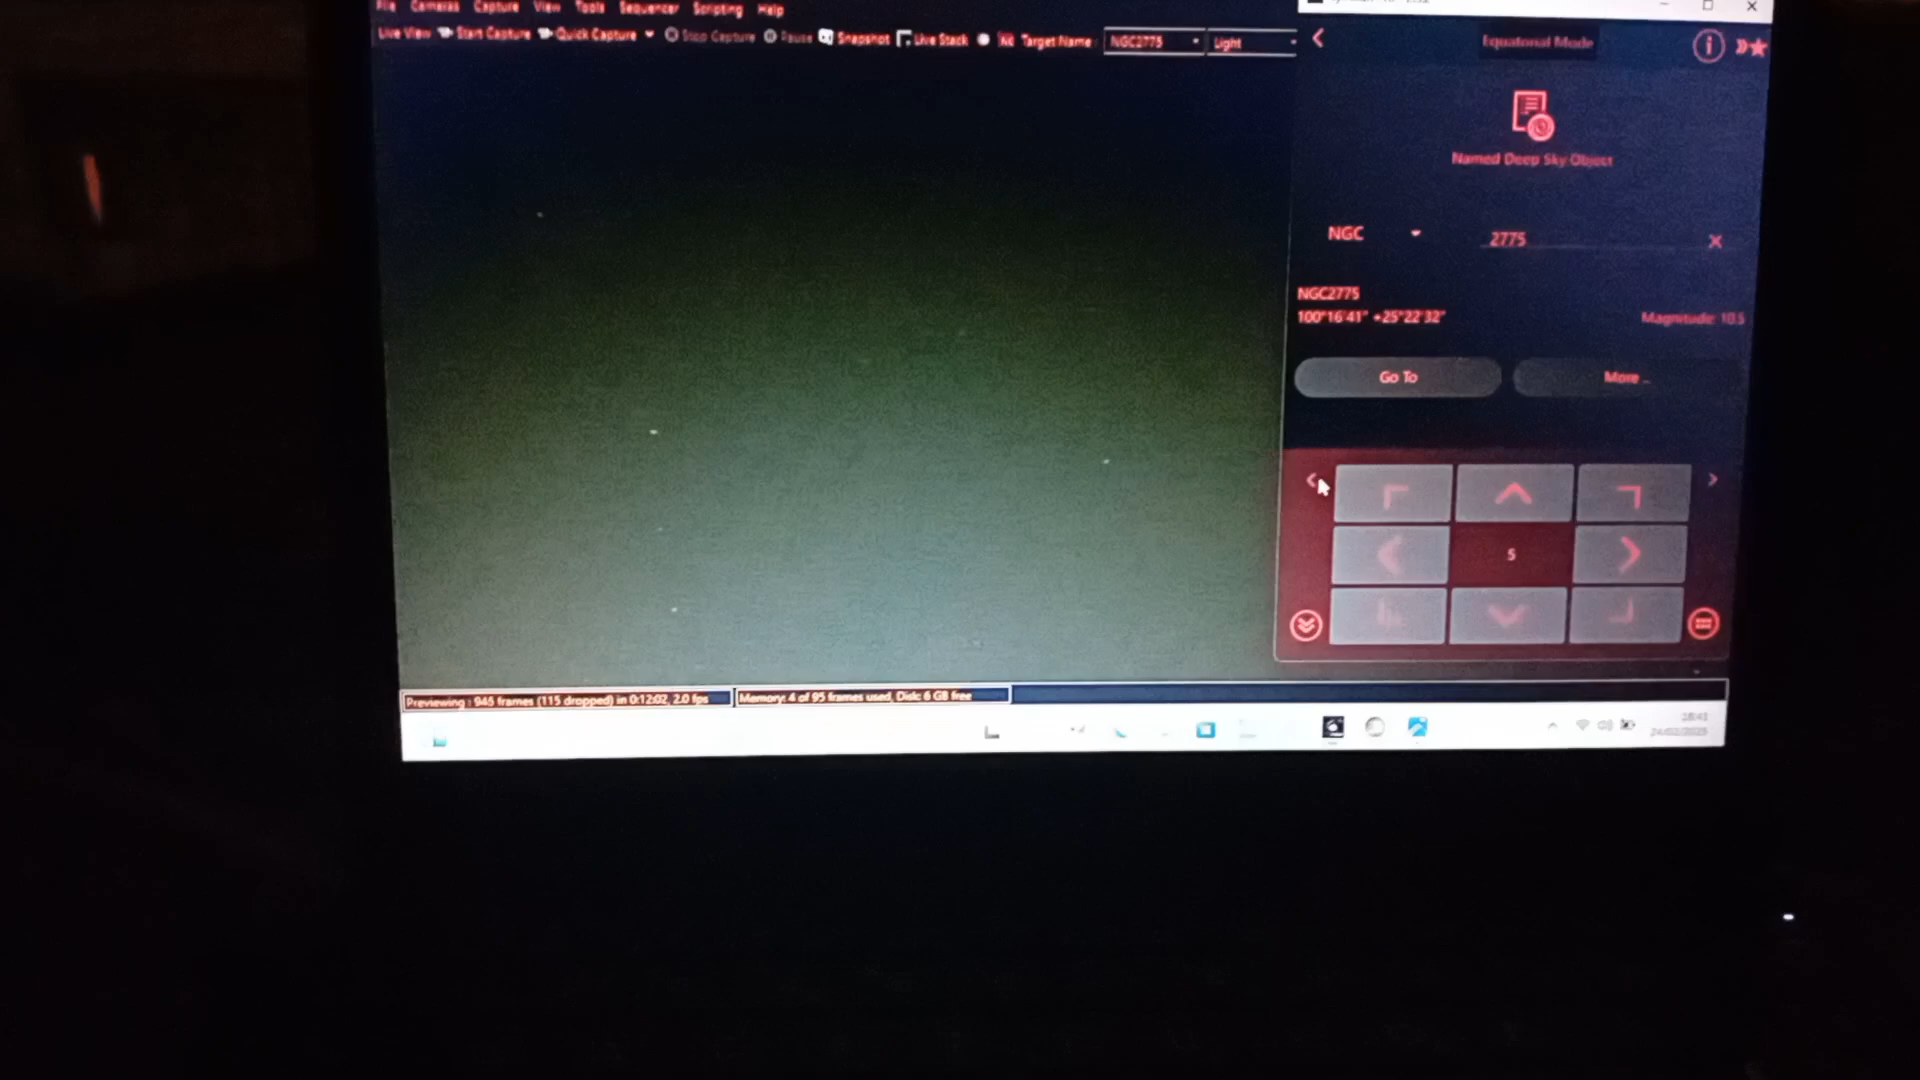 File Cameras Capture View Tools Sequencer Scripting Help
Live View Start Capture Quick Capture Stop Capture Pause Snapshot Live Stack Target Name NGC2775 Light
Equatorial Mode
Named Deep Sky Object
NGC 2775
NGC2775
100°16'41" +25°22'32" Magnitude: 10.5
Go To More ...
5
Previewing : 945 frames (115 dropped) in 0:12:02, 2.0 fps Memory: 4 of 95 frames used, Disk: 6 GB free
24/02/2025